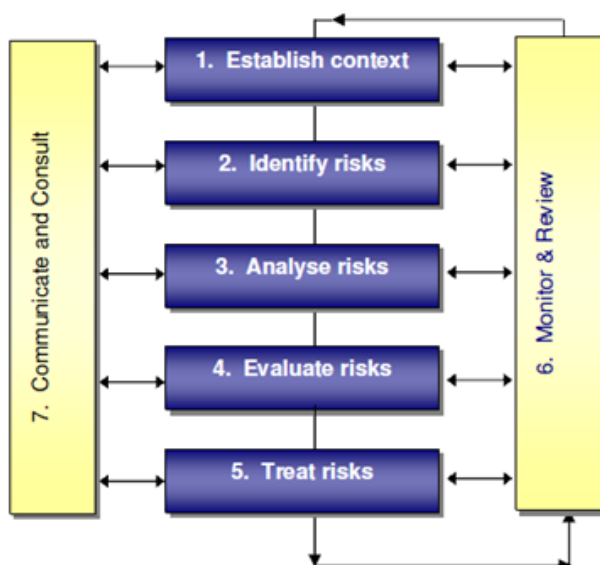 1. Establish context
2. Identify risks
3. Analyse risks
4. Evaluate risks
5. Treat risks
6. Monitor & Review
7. Communicate and Consult